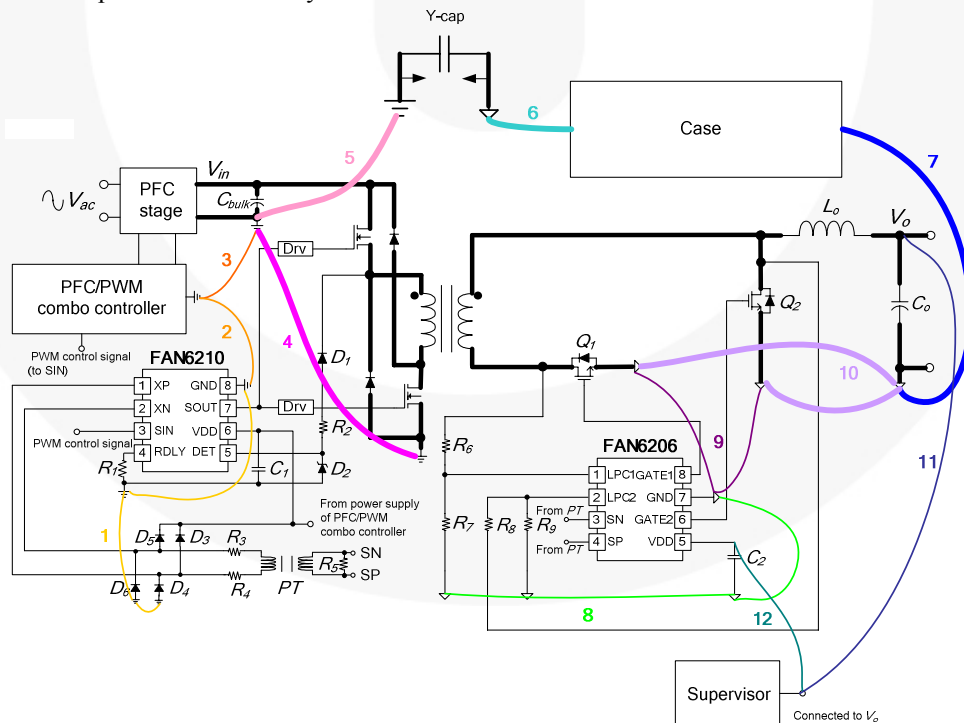 Y-cap
6
Case
7
5
Vin
PFC
stage
Vac
Cbulk
Lo
Vo
3
Drv
PFC/PWM
combo controller
Q2
Co
2
4
Q1
PWM control signal
(to SIN)
FAN6210
D1
10
1 XP GND 8
2 XN SOUT 7
3 SIN VDD 6
4 RDLY DET 5
Drv
PWM control signal
R2
R1
C1
D2
9
11
R6
FAN6206
1 LPC1 GATE1 8
2 LPC2 GND 7
3 SN GATE2 6
4 SP VDD 5
From PT
From PT
R7
R8
R9
C2
From power supply
of PFC/PWM
combo controller
1
D5
D3
R3
SN
R5
SP
D6
D4
R4
PT
8
12
Supervisor
Connected to Vo